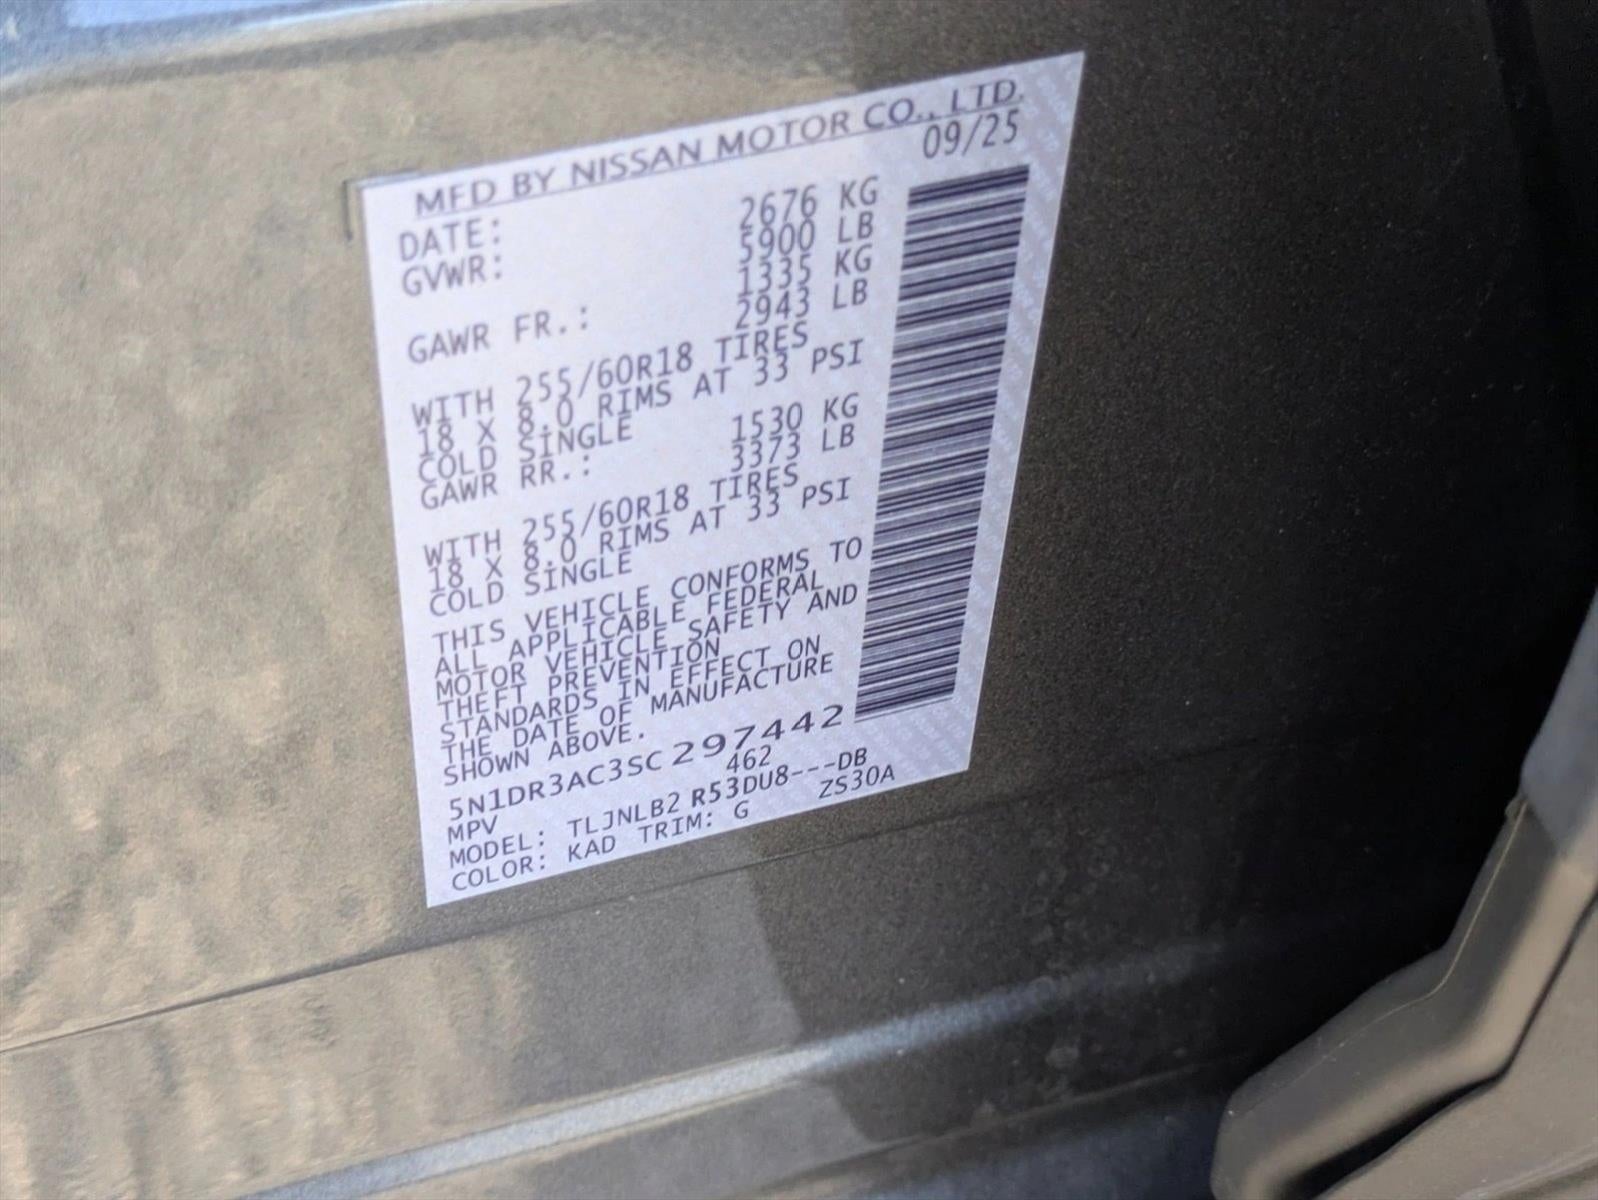 MFD BY NISSAN MOTOR CO., LTD.
DATE: 09/25
GVWR: 2676 KG
5900 LB
GAWR FR.: 1335 KG
2943 LB
WITH 255/60R18 TIRES
18 X 8.0 RIMS AT 33 PSI
COLD SINGLE
GAWR RR.: 1530 KG
3373 LB
WITH 255/60R18 TIRES
18 X 8.0 RIMS AT 33 PSI
COLD SINGLE
THIS VEHICLE CONFORMS TO
ALL APPLICABLE FEDERAL
MOTOR VEHICLE SAFETY AND
THEFT PREVENTION
STANDARDS IN EFFECT ON
THE DATE OF MANUFACTURE
SHOWN ABOVE.
5N1DR3AC3SC297442
MPV 462
MODEL: TLJNLB2 R53DU8---DB
COLOR: KAD TRIM: G ZS30A